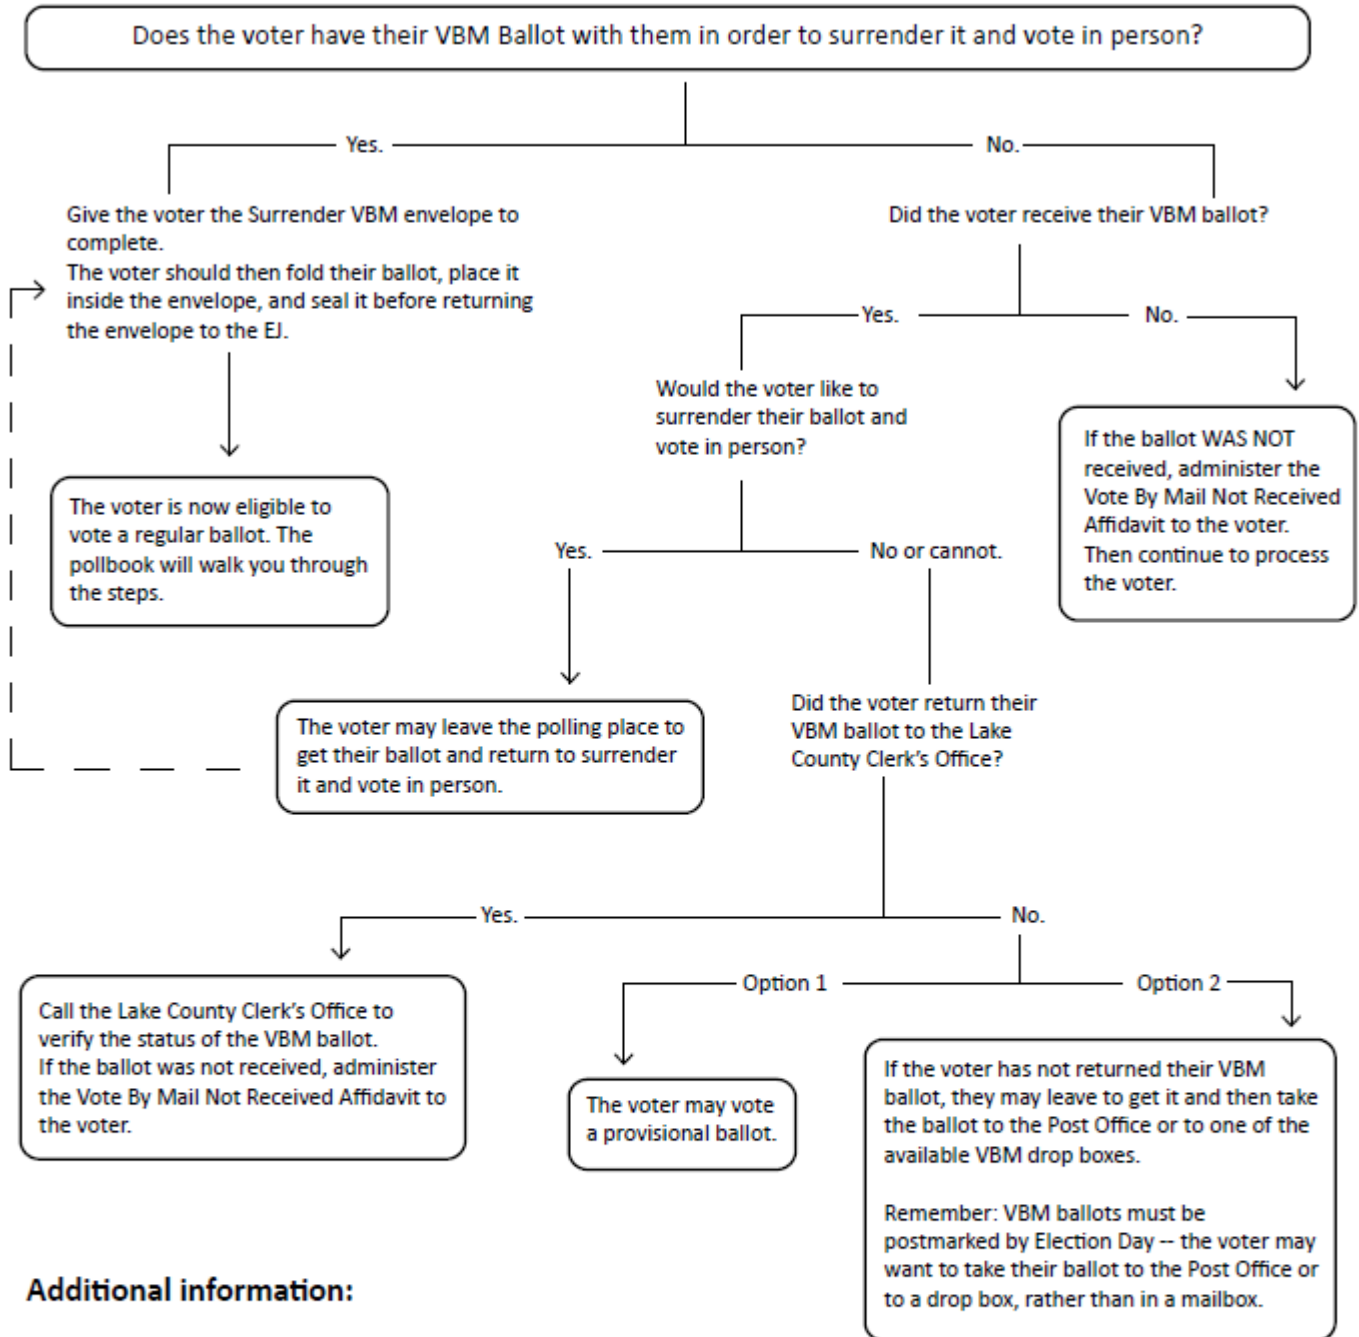 Does the voter have their VBM Ballot with them in order to surrender it and vote in person?
Yes.
No.
Give the voter the Surrender VBM envelope to
complete.
The voter should then fold their ballot, place it
inside the envelope, and seal it before returning
the envelope to the EJ.
Did the voter receive their VBM ballot?
Yes.
No.
Would the voter like to
surrender their ballot and
vote in person?
If the ballot WAS NOT
received, administer the
Vote By Mail Not Received
Affidavit to the voter.
Then continue to process
the voter.
The voter is now eligible to
vote a regular ballot. The
pollbook will walk you through
the steps.
Yes.
No or cannot.
The voter may leave the polling place to
get their ballot and return to surrender
it and vote in person.
Did the voter return their
VBM ballot to the Lake
County Clerk's Office?
Yes.
No.
Call the Lake County Clerk's Office to
verify the status of the VBM ballot.
If the ballot was not received, administer
the Vote By Mail Not Received Affidavit to
the voter.
Option 1
Option 2
The voter may vote
a provisional ballot.
If the voter has not returned their VBM
ballot, they may leave to get it and then take
the ballot to the Post Office or to one of the
available VBM drop boxes.
Remember: VBM ballots must be
postmarked by Election Day -- the voter may
want to take their ballot to the Post Office or
to a drop box, rather than in a mailbox.
Additional information: